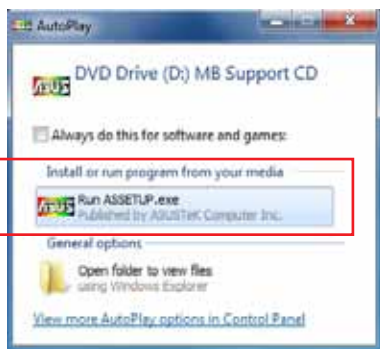 AutoPlay
DVD Drive (D:) MB Support CD
Always do this for software and games:
Install or run program from your media
Run ASSETUP.exe
Published by ASUSTeK Computer Inc.
General options
Open folder to view files
using Windows Explorer
View more AutoPlay options in Control Panel